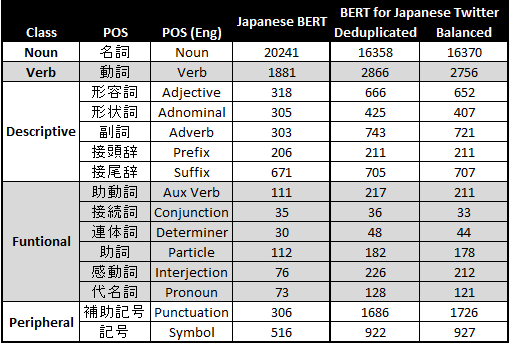 Class POS POS (Eng) Japanese BERT BERT for Japanese Twitter
Deduplicated Balanced
Noun 名詞 Noun 20241 16358 16370
Verb 動詞 Verb 1881 2866 2756
Descriptive 形容詞 Adjective 318 666 652
形状詞 Adnominal 305 425 407
副詞 Adverb 303 743 721
接頭辞 Prefix 206 211 211
接尾辞 Suffix 671 705 707
Funtional 助動詞 Aux Verb 111 217 211
接続詞 Conjunction 35 36 33
連体詞 Determiner 30 48 44
助詞 Particle 112 182 178
感動詞 Interjection 76 226 212
代名詞 Pronoun 73 128 121
Peripheral 補助記号 Punctuation 306 1686 1726
記号 Symbol 516 922 927